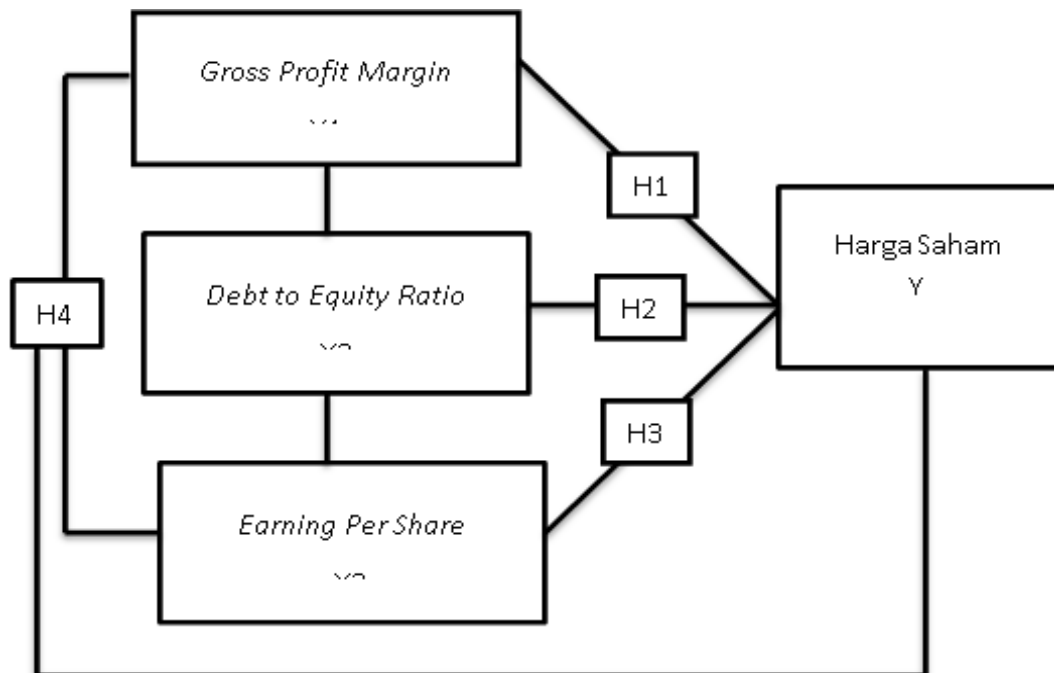 Gross Profit Margin
H1
Harga Saham
Y
Debt to Equity Ratio
H2
H4
H3
Earning Per Share